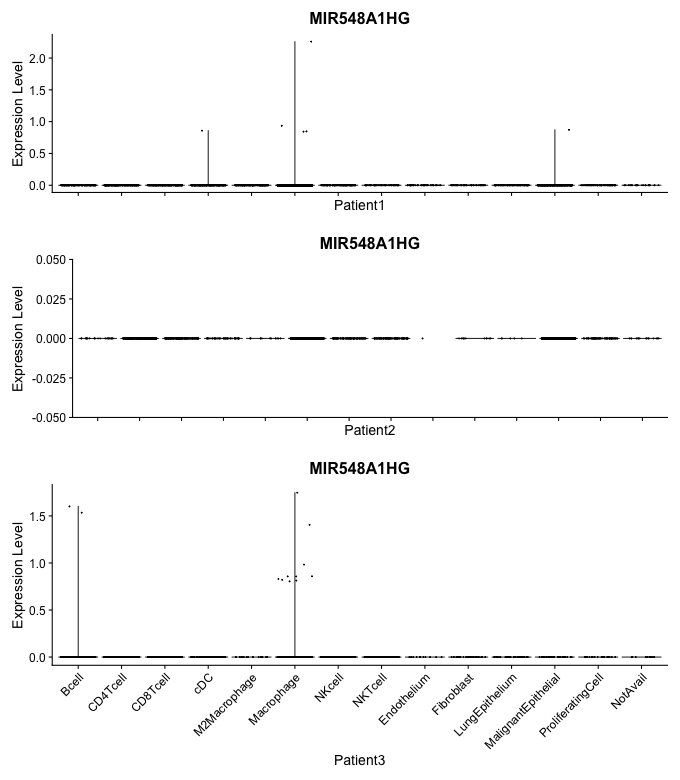 MIR548A1HG
Expression Level
2.0
1.5
1.0
0.5
0.0
Patient1
MIR548A1HG
Expression Level
0.050
0.025
0.000
-0.025
-0.050
Patient2
MIR548A1HG
Expression Level
1.5
1.0
0.5
0.0
Bcell
CD4Tcell
CD8Tcell
cDC
M2Macrophage
Macrophage
NKcell
NKTcell
Endothelium
Fibroblast
LungEpithelium
MalignantEpithelial
ProliferatingCell
NotAvail
Patient3